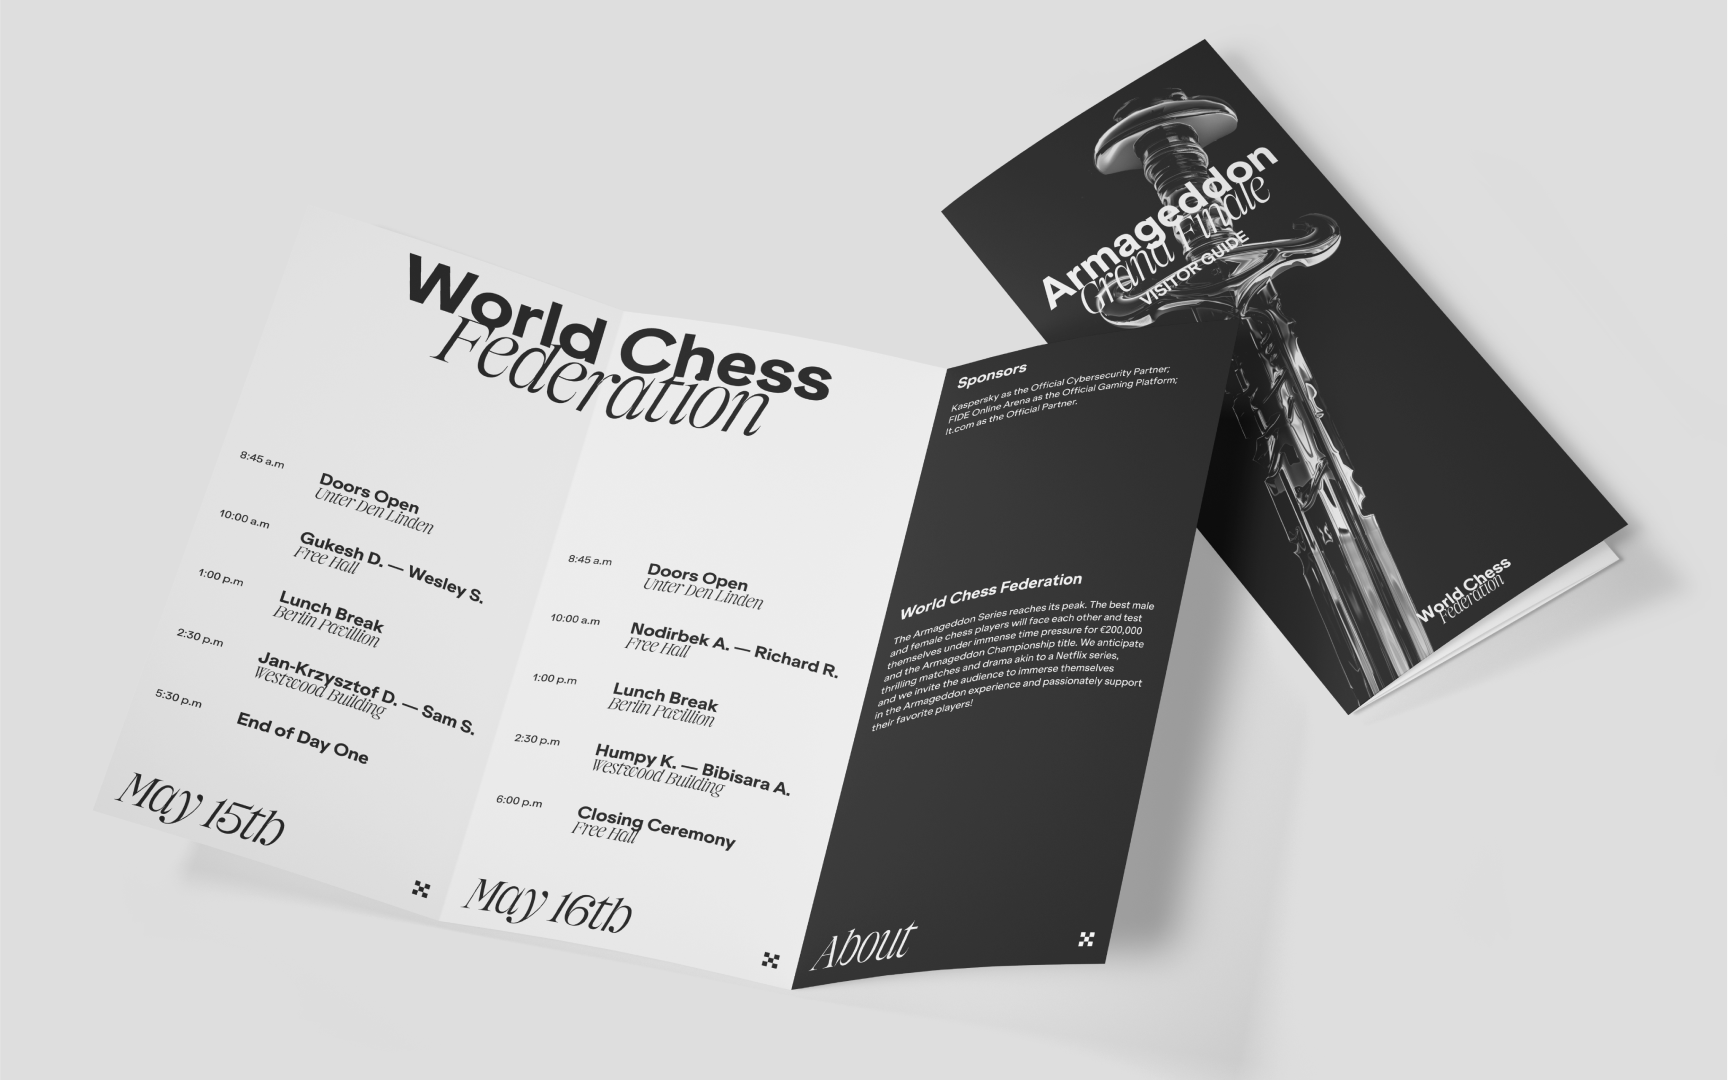 World Chess
Federation
8:45 a.m
Doors Open
Unter Den Linden
10:00 a.m
Gukesh D. — Wesley S.
Free Hall
1:00 p.m
Lunch Break
Berlin Pavillion
2:30 p.m
Jan-Krzysztof D. — Sam S.
Westwood Building
5:30 p.m
End of Day One
May 15th
8:45 a.m
Doors Open
Unter Den Linden
10:00 a.m
Nodirbek A. — Richard R.
Free Hall
1:00 p.m
Lunch Break
Berlin Pavillion
2:30 p.m
Humpy K. — Bibisara A.
Westwood Building
6:00 p.m
Closing Ceremony
Free Hall
May 16th
Sponsors
Kaspersky as the Official Cybersecurity Partner;
FIDE Online Arena as the Official Gaming Platform;
It.com as the Official Partner.
World Chess Federation
The Armageddon Series reaches its peak. The best male
and female chess players will face each other and test
themselves under immense time pressure for €200,000
and the Armageddon Championship title. We anticipate
thrilling matches and drama akin to a Netflix series,
and we invite the audience to immerse themselves
in the Armageddon experience and passionately support
their favorite players!
About
Armageddon
Grand Finale
VISITOR GUIDE
World Chess
Federation